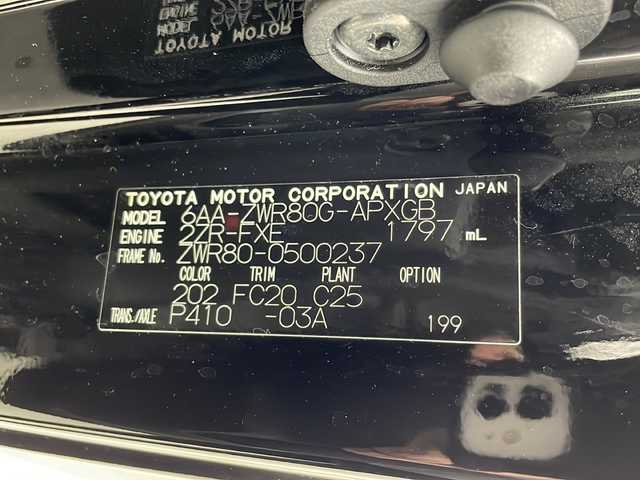 TOYOTA MOTOR CORPORATION JAPAN
MODEL 6AA-ZWR80G-APXGB
ENGINE 2ZR-FXE 1797 mL
FRAME No. ZWR80-0500237
COLOR TRIM PLANT OPTION
202 FC20 C25
TRANS./AXLE P410 -03A 199